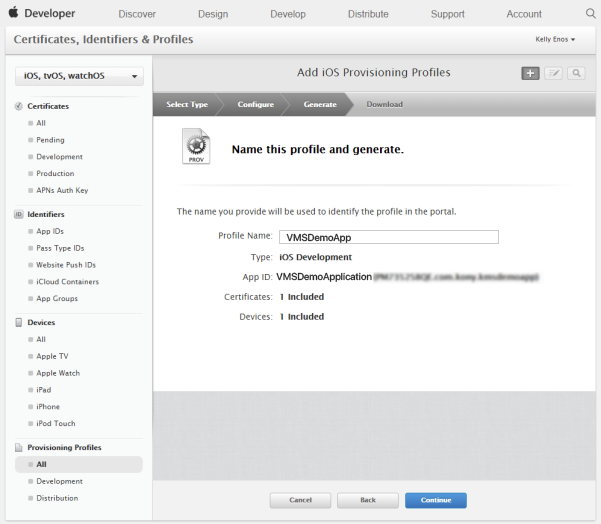 Developer Discover Design Develop Distribute Support Account
Certificates, Identifiers & Profiles Kelly Enos
iOS, tvOS, watchOS
Add iOS Provisioning Profiles
Certificates
All
Pending
Development
Production
APNs Auth Key
ID Identifiers
App IDs
Pass Type IDs
Website Push IDs
iCloud Containers
App Groups
Devices
All
Apple TV
Apple Watch
iPad
iPhone
iPod Touch
Provisioning Profiles
All
Development
Distribution
Select Type Configure Generate Download
PROV
Name this profile and generate.
The name you provide will be used to identify the profile in the portal.
Profile Name: VMSDemoApp
Type: iOS Development
App ID: VMSDemoApplication
Certificates: 1 Included
Devices: 1 Included
Cancel Back Continue